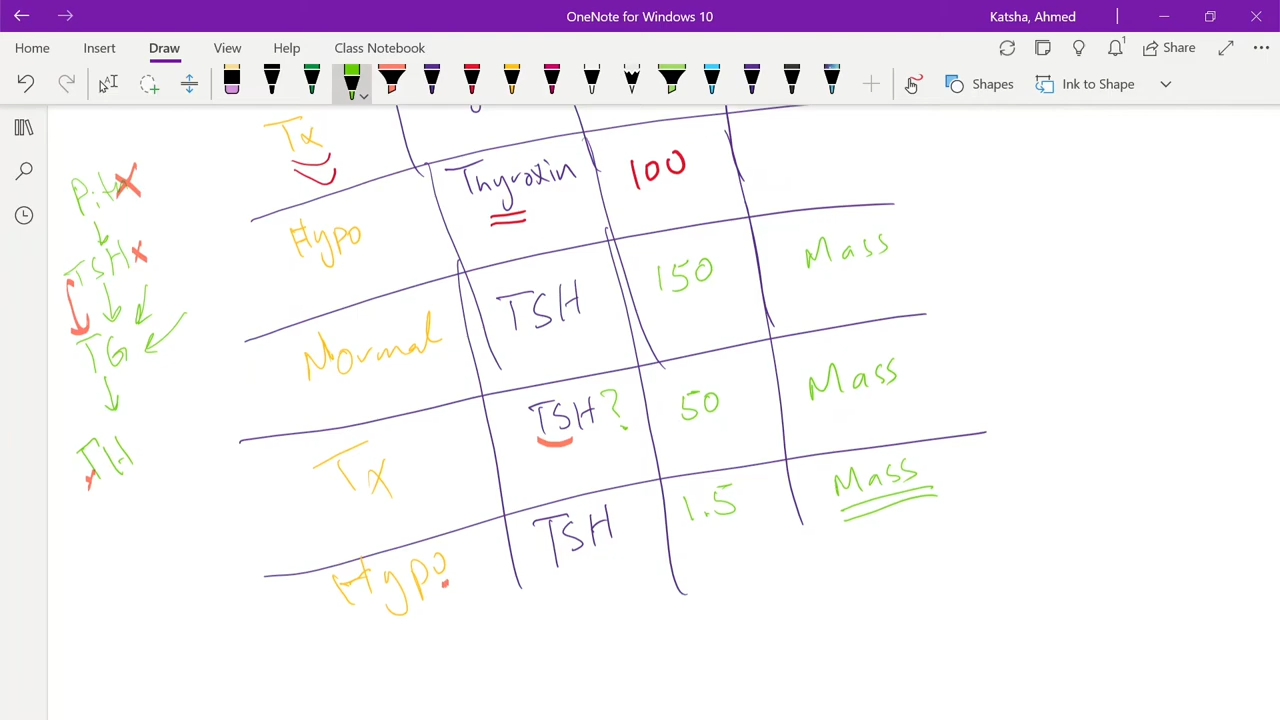 OneNote for Windows 10
Katsha, Ahmed
Home Insert Draw View Help Class Notebook
1
Share
Shapes
Ink to Shape
Tx
Thyroxin 100
Hypo
TSH 150 Mass
Normal
TSH? 50 Mass
Tx
TSH 1.5 Mass
Hypo
Pitu
TSH
TG
TH